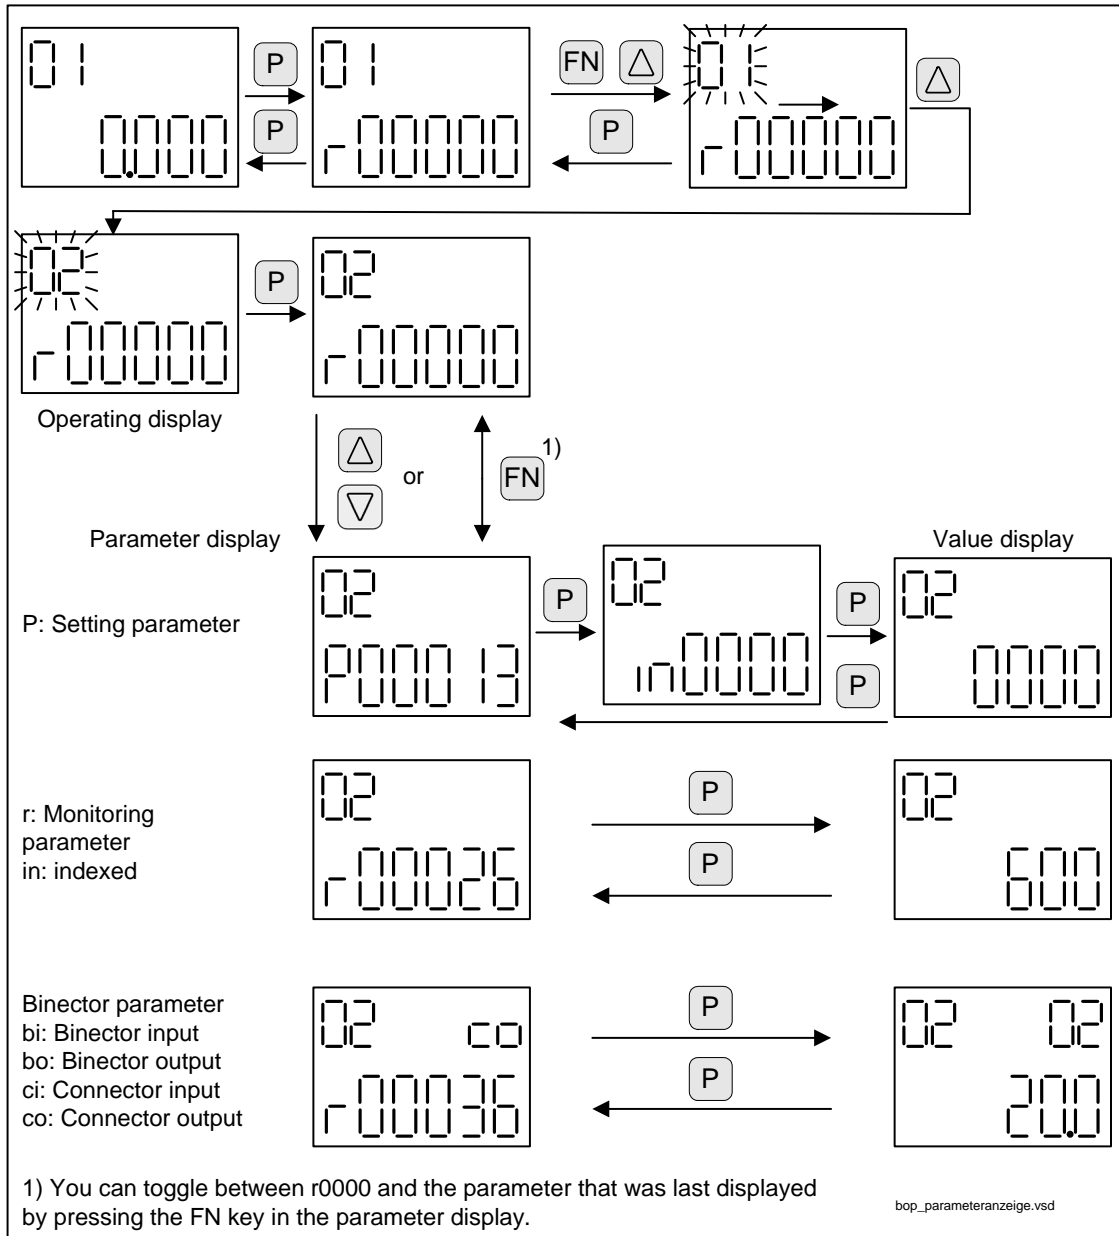 01 P 01 FN 01
0.000 P r00000 P r00000
02 P 02
r00000 r00000
Operating display
or FN 1)
Parameter display Value display
02 P 02 P 02
P: Setting parameter
P00013 in0000 P 0000
02 P 02
r: Monitoring
parameter
in: indexed
r00026 P 600
Binector parameter
bi: Binector input
bo: Binector output
ci: Connector input
co: Connector output
02 co P 02 02
r00036 P 20.0
1) You can toggle between r0000 and the parameter that was last displayed
by pressing the FN key in the parameter display.
bop_parameteranzeige.vsd